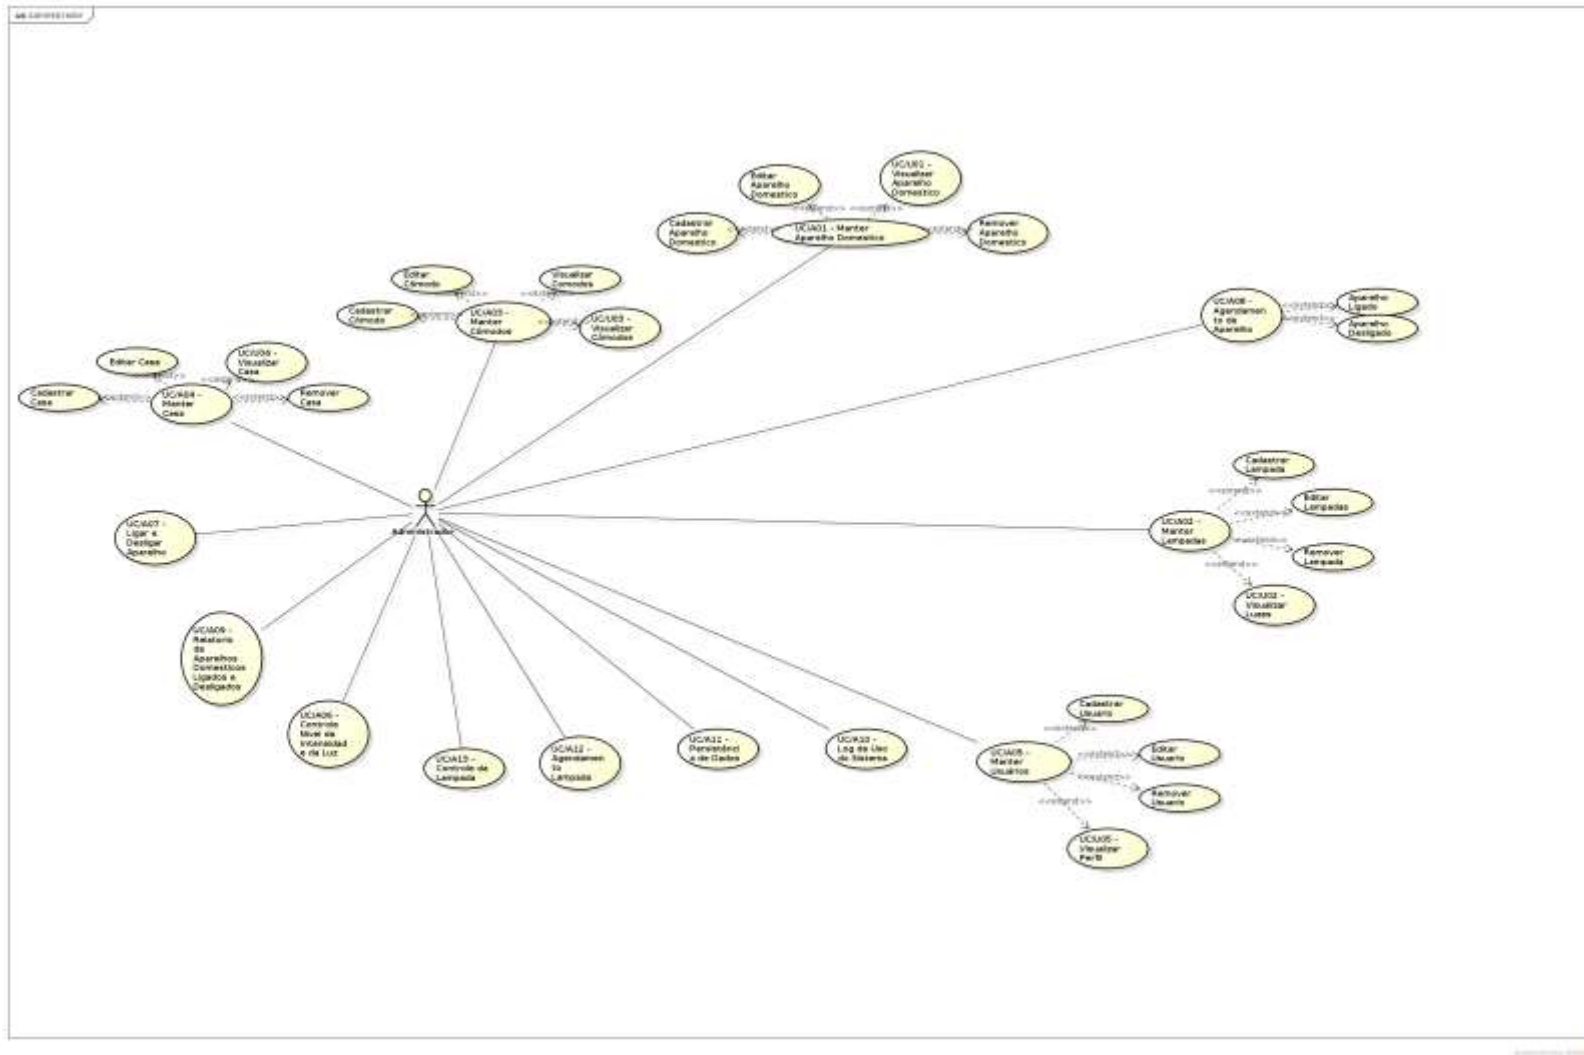 Editar
Aparelho
Domestico
UC/U01 -
Visualizar
Aparelho
Domestico
Cadastrar
Aparelho
Domestico
UC/A01 - Manter
Aparelho Domestico
Remover
Aparelho
Domestico
Editar
Cômodo
Visualizar
Comodos
Cadastrar
Cômodo
UC/A03 -
Manter
Cômodos
UC/U03 -
Visualizar
Cômodos
UC/A08 -
Agendamen
to de
Aparelho
Aparelho
Ligado
Aparelho
Desligado
Editar Casa
UC/U04 -
Visualizar
Casa
Cadastrar
Casa
UC/A04 -
Manter
Casa
Remover
Casa
Administrador
UC/A07 -
Ligar e
Desligar
Aparelho
Cadastrar
Lampada
Editar
Lampadas
UC/A02 -
Manter
Lampadas
Remover
Lampada
UC/U02 -
Visualizar
Luzes
UC/A09 -
Relatorio
de
Aparelhos
Domesticos
Ligados e
Desligados
UC/A06 -
Controle
Nivel da
Intensidad
e da Luz
UC/A13 -
Controle da
Lampada
UC/A12 -
Agendamen
to
Lampada
UC/A11 -
Persistênci
a de Dados
UC/A10 -
Log de Uso
do Sistema
UC/A05 -
Manter
Usuários
Cadastrar
Usuario
Editar
Usuario
Remover
Usuario
UC/U05 -
Visualizar
Perfil